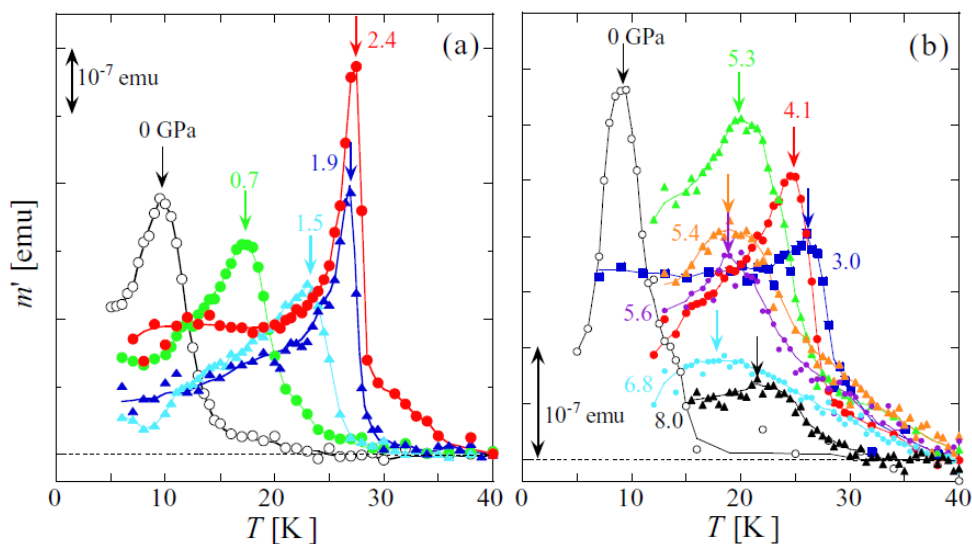 (a)
10⁻⁷ emu
0 GPa
0.7
1.5
1.9
2.4
m' [emu]
0 10 20 30 40
T [K]
(b)
0 GPa
5.3
4.1
5.4
3.0
5.6
6.8
8.0
10⁻⁷ emu
0 10 20 30 40
T [K]